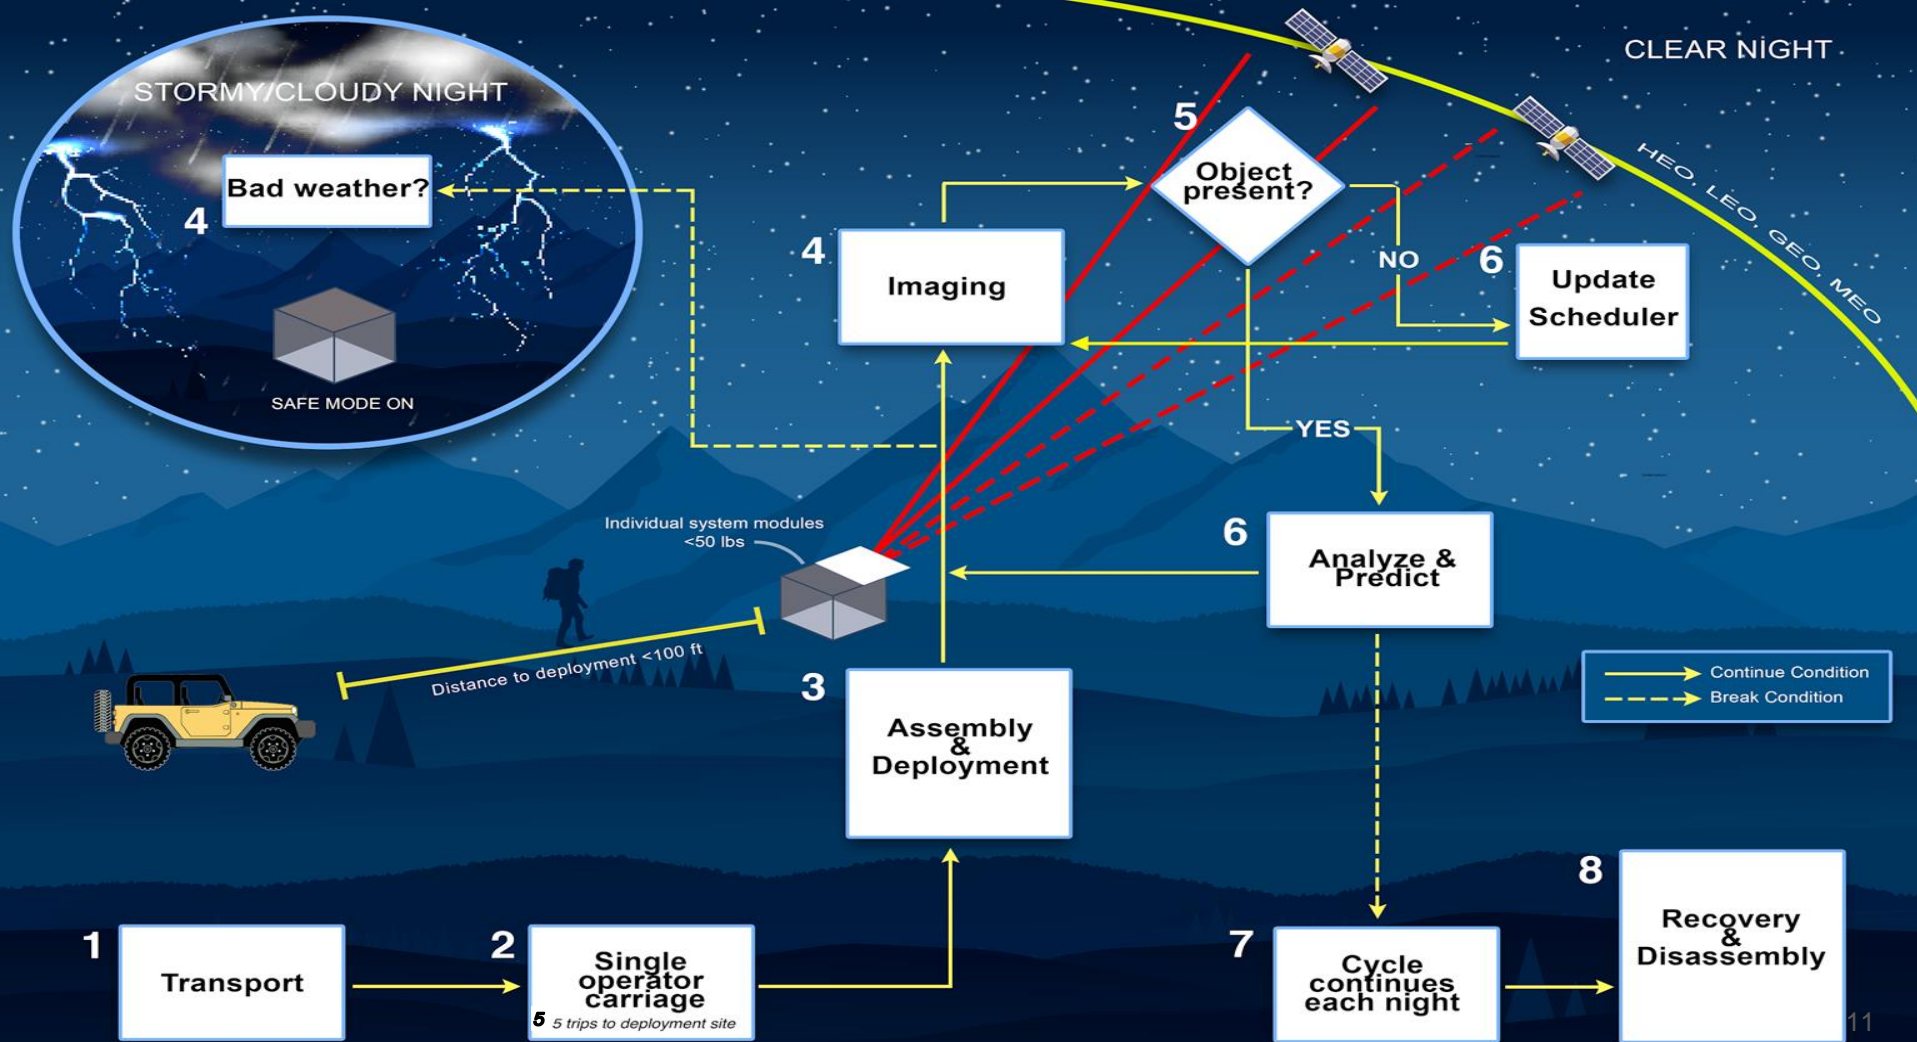 CLEAR NIGHT
STORMY/CLOUDY NIGHT
Bad weather?
4
SAFE MODE ON
5
Object
present?
4
Imaging
NO
6
Update
Scheduler
HEO, LEO, GEO, MEO
YES
Individual system modules
<50 lbs
6
Analyze &
Predict
Distance to deployment <100 ft
3
Assembly
&
Deployment
Continue Condition
Break Condition
1
Transport
2
Single
operator
carriage
5 5 trips to deployment site
7
Cycle
continues
each night
8
Recovery
&
Disassembly
11